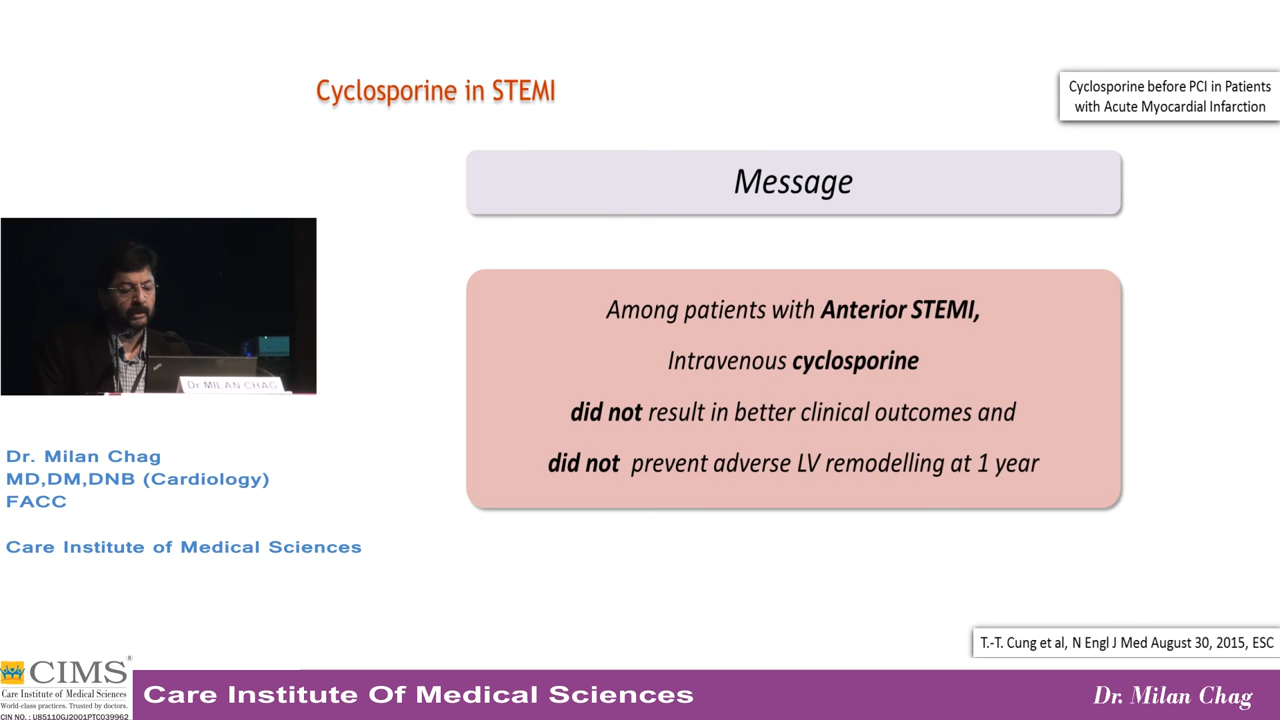 Cyclosporine in STEMI
Cyclosporine before PCI in Patients
with Acute Myocardial Infarction
Message
Among patients with Anterior STEMI,
Intravenous cyclosporine
did not result in better clinical outcomes and
did not prevent adverse LV remodelling at 1 year
Dr MILAN CHAG
Dr. Milan Chag
MD,DM,DNB (Cardiology)
FACC
Care Institute of Medical Sciences
T.-T. Cung et al, N Engl J Med August 30, 2015, ESC
CIMS®
Care Institute of Medical Sciences
World-class practices. Trusted by doctors.
CIN NO. : U85110GJ2001PTC039962
Care Institute Of Medical Sciences
Dr. Milan Chag